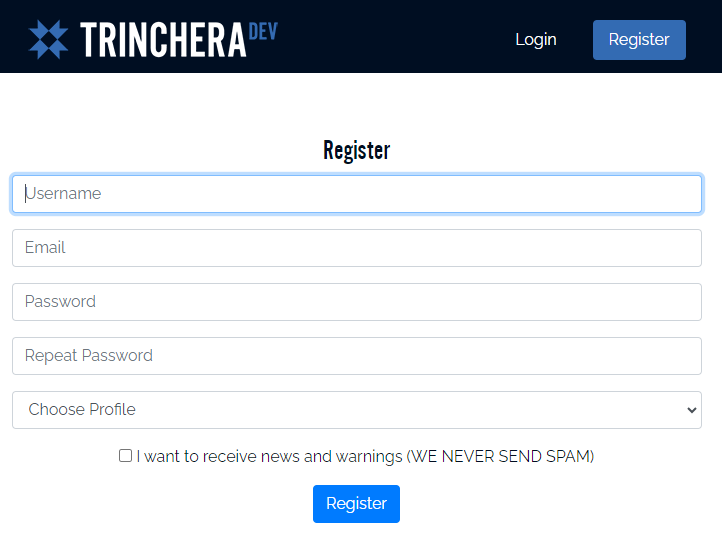 TRINCHERA DEV
Login
Register
Register
Username
Email
Password
Repeat Password
Choose Profile
I want to receive news and warnings (WE NEVER SEND SPAM)
Register